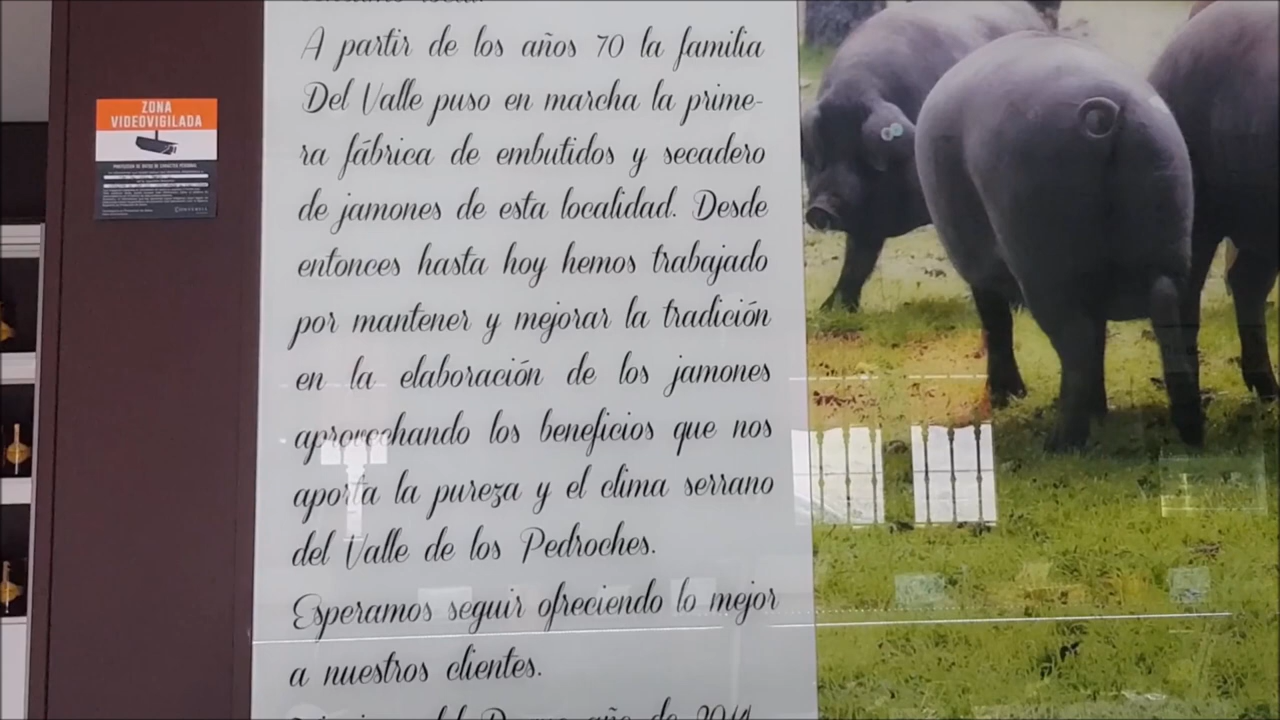 A partir de los años 70 la familia
Del Valle puso en marcha la prime-
ra fábrica de embutidos y secadero
de jamones de esta localidad. Desde
entonces hasta hoy hemos trabajado
por mantener y mejorar la tradición
en la elaboración de los jamones
aprovechando los beneficios que nos
aporta la pureza y el clima serrano
del Valle de los Pedroches.
Esperamos seguir ofreciendo lo mejor
a nuestros clientes.
ZONA
VIDEOVIGILADA